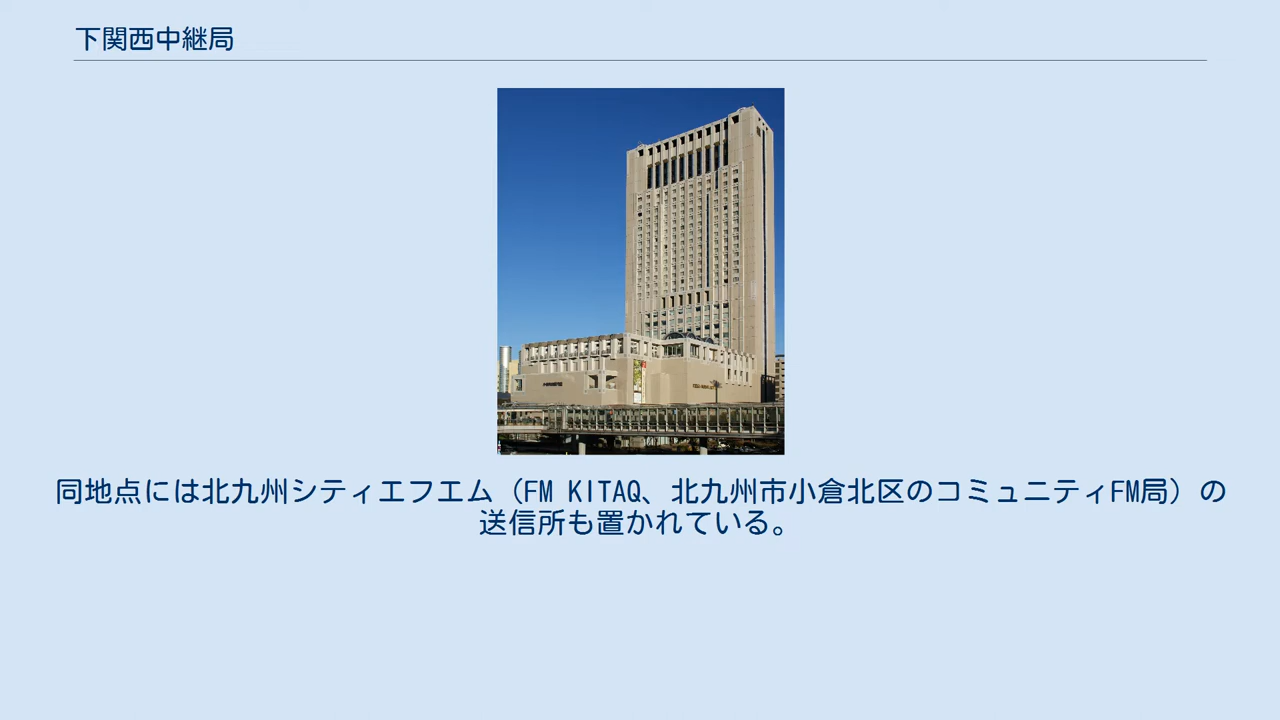 下関西中継局
同地点には北九州シティエフエム（FM KITAQ、北九州市小倉北区のコミュニティFM局）の
送信所も置かれている。